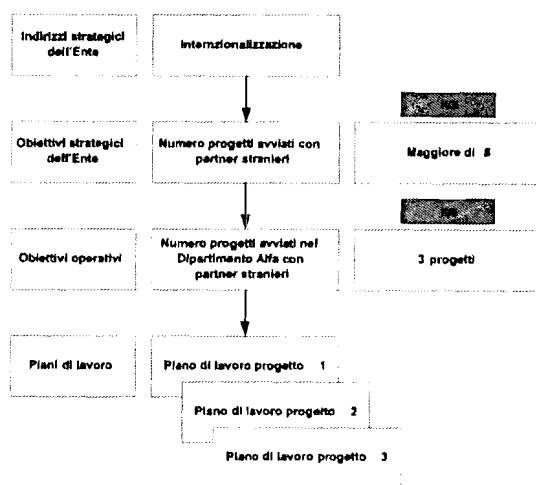 Indirizzi strategici
dell'Ente
Internzionalizzazione
Obiettivi strategici
dell'Ente
Numero progetti avviati con
partner stranieri
Maggiore di 5
Obiettivi operativi
Numero progetti avviati nel
Dipartimento Alfa con
partner stranieri
3 progetti
Piani di lavoro
Piano di lavoro progetto 1
Piano di lavoro progetto 2
Piano di lavoro progetto 3